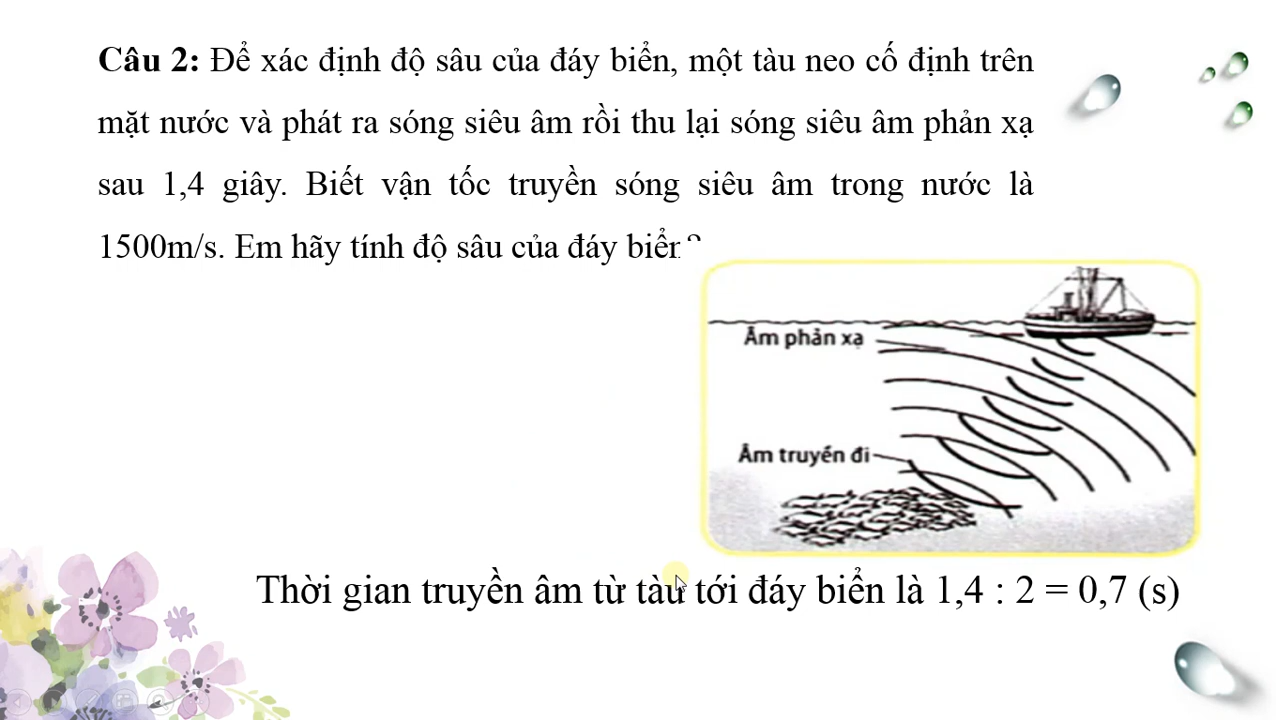 Câu 2: Để xác định độ sâu của đáy biển, một tàu neo cố định trên
mặt nước và phát ra sóng siêu âm rồi thu lại sóng siêu âm phản xạ
sau 1,4 giây. Biết vận tốc truyền sóng siêu âm trong nước là
1500m/s. Em hãy tính độ sâu của đáy biển?
Âm phản xạ
Âm truyền đi
Thời gian truyền âm từ tàu tới đáy biển là 1,4 : 2 = 0,7 (s)